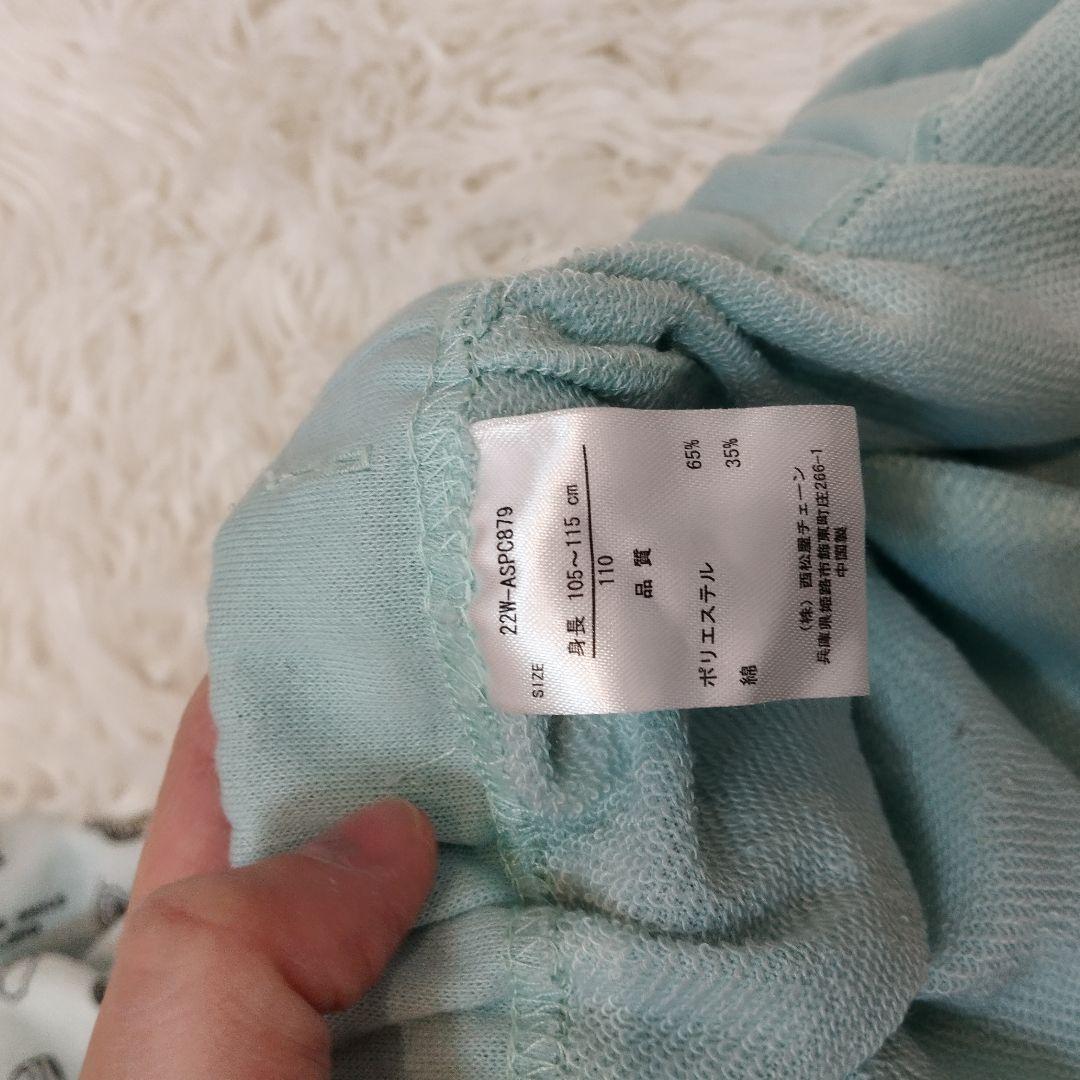 22W-ASPC879
SIZE
身長 105〜115 cm
110
品 質
ポリエステル 65%
綿 35%
(株) 西松屋チェーン
兵庫県姫路市飾東町庄266-1
中国製